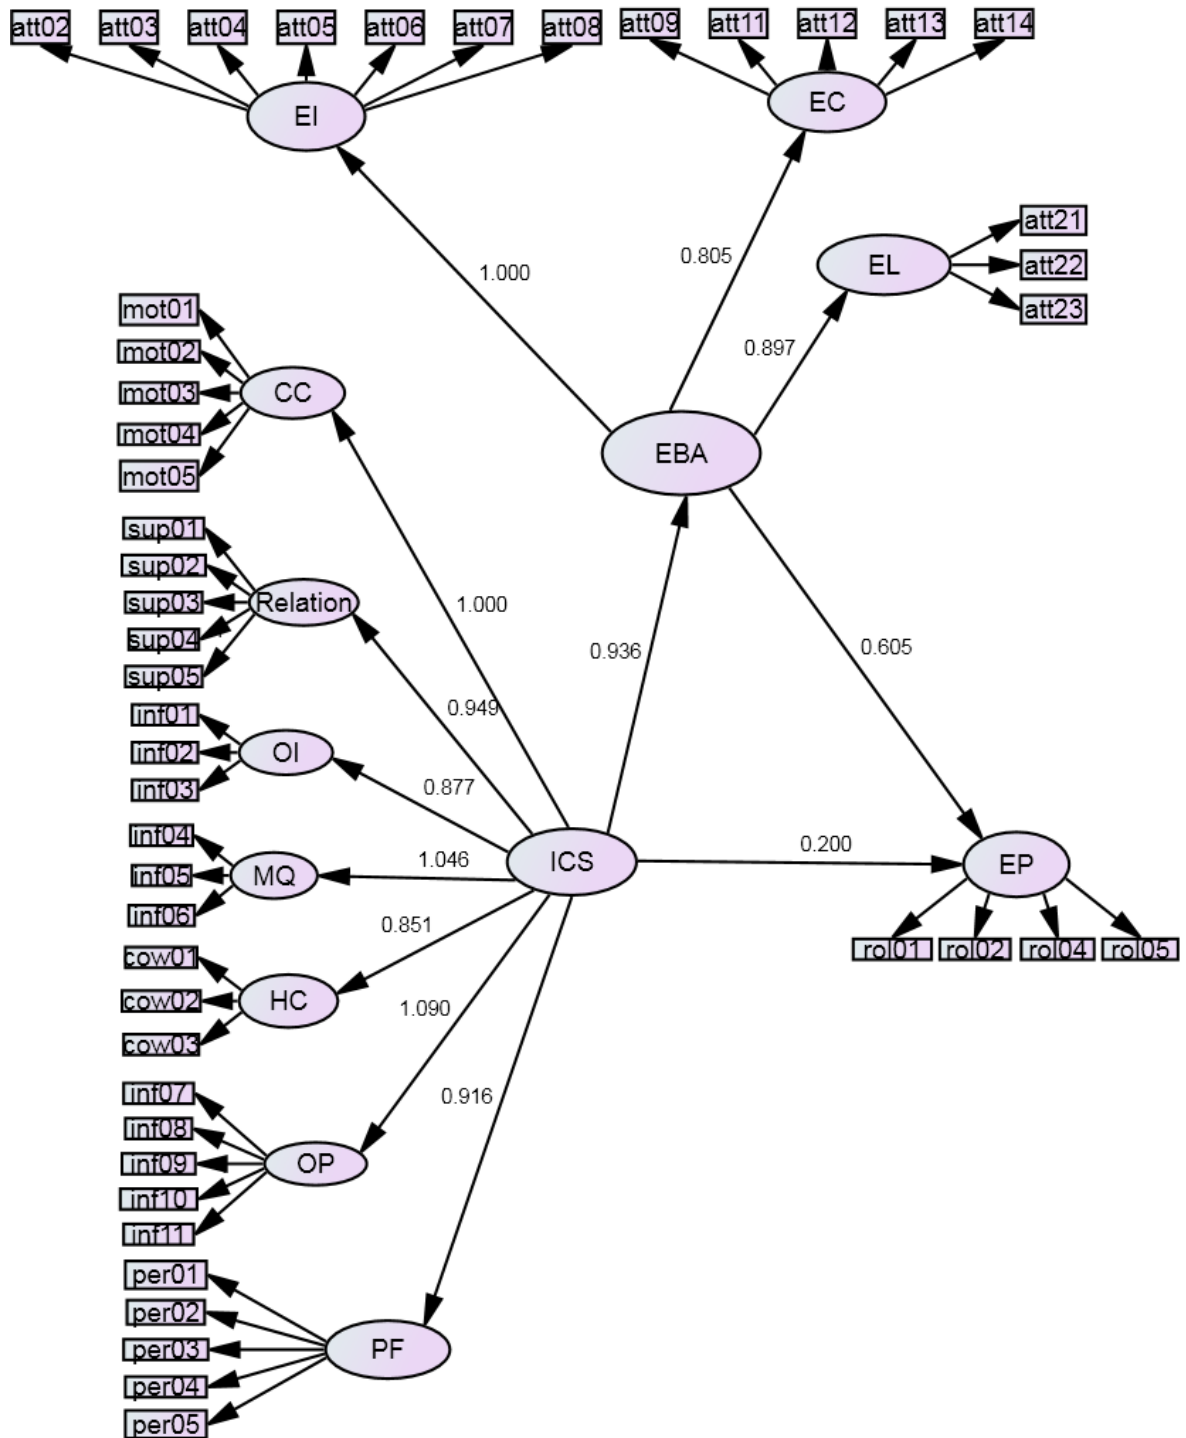 att02 att03 att04 att05 att06 att07 att08 att09 att11 att12 att13 att14
EI
EC
att21
EL
att22
att23
1.000
0.805
0.897
mot01
mot02
CC
mot03
mot04
mot05
EBA
sup01
sup02
Relation
sup03
sup04
sup05
1.000
0.936
0.605
0.949
inf01
OI
inf02
inf03
0.877
inf04
MQ
inf05
inf06
1.046
ICS
0.200
EP
0.851
rol01 rol02 rol04 rol05
cow01
HC
cow02
cow03
1.090
inf07
inf08
OP
inf09
inf10
inf11
0.916
per01
per02
PF
per03
per04
per05